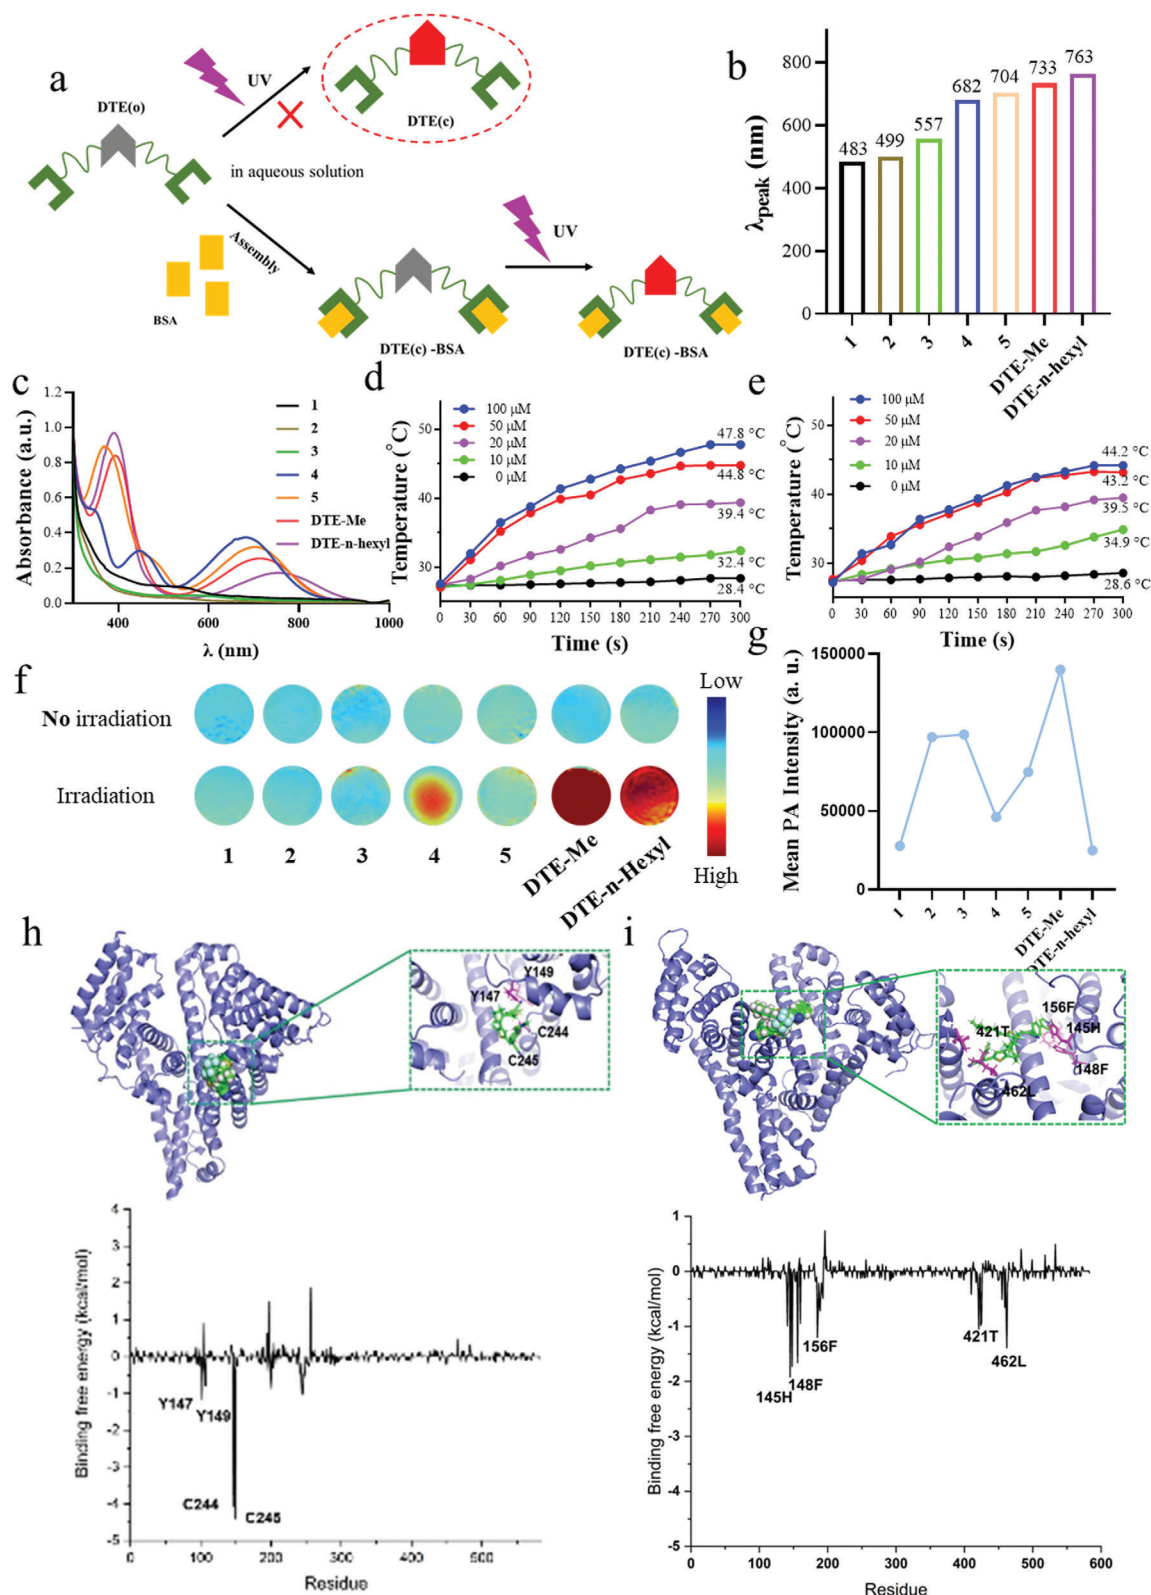 a
UV
DTE(o)
DTE(c)
in aqueous solution
Assembly
UV
BSA
DTE(c) -BSA
DTE(c) -BSA
b
λpeak (nm)
800
600
400
200
0
483
499
557
682
704
733
763
1
2
3
4
5
DTE-Me
DTE-n-hexyl
c
Absorbance (a.u.)
1.2
1.0
0.8
0.6
0.4
0.2
0.0
400
600
800
1000
λ (nm)
1
2
3
4
5
DTE-Me
DTE-n-hexyl
d
Temperature (°C)
50
40
30
100 μM
50 μM
20 μM
10 μM
0 μM
47.8 °C
44.8 °C
39.4 °C
32.4 °C
28.4 °C
0 30 60 90 120 150 180 210 240 270 300
Time (s)
e
Temperature (°C)
50
40
30
100 μM
50 μM
20 μM
10 μM
0 μM
44.2 °C
43.2 °C
39.5 °C
34.9 °C
28.6 °C
0 30 60 90 120 150 180 210 240 270 300
Time (s)
f
No irradiation
Irradiation
1
2
3
4
5
DTE-Me
DTE-n-Hexyl
Low
High
g
Mean PA Intensity (a. u.)
150000
100000
50000
0
1
2
3
4
5
DTE-Me
DTE-n-hexyl
h
Y149
Y147
C244
C245
Binding free energy (kcal/mol)
4
3
2
1
0
-1
-2
-3
-4
-5
Y147
Y149
C244
C245
0 100 200 300 400 500
Residue
i
156F
421T
145H
148F
462L
Binding free energy (kcal/mol)
1
0
-1
-2
-3
-4
-5
156F
145H
148F
421T
462L
0 100 200 300 400 500 600
Residue